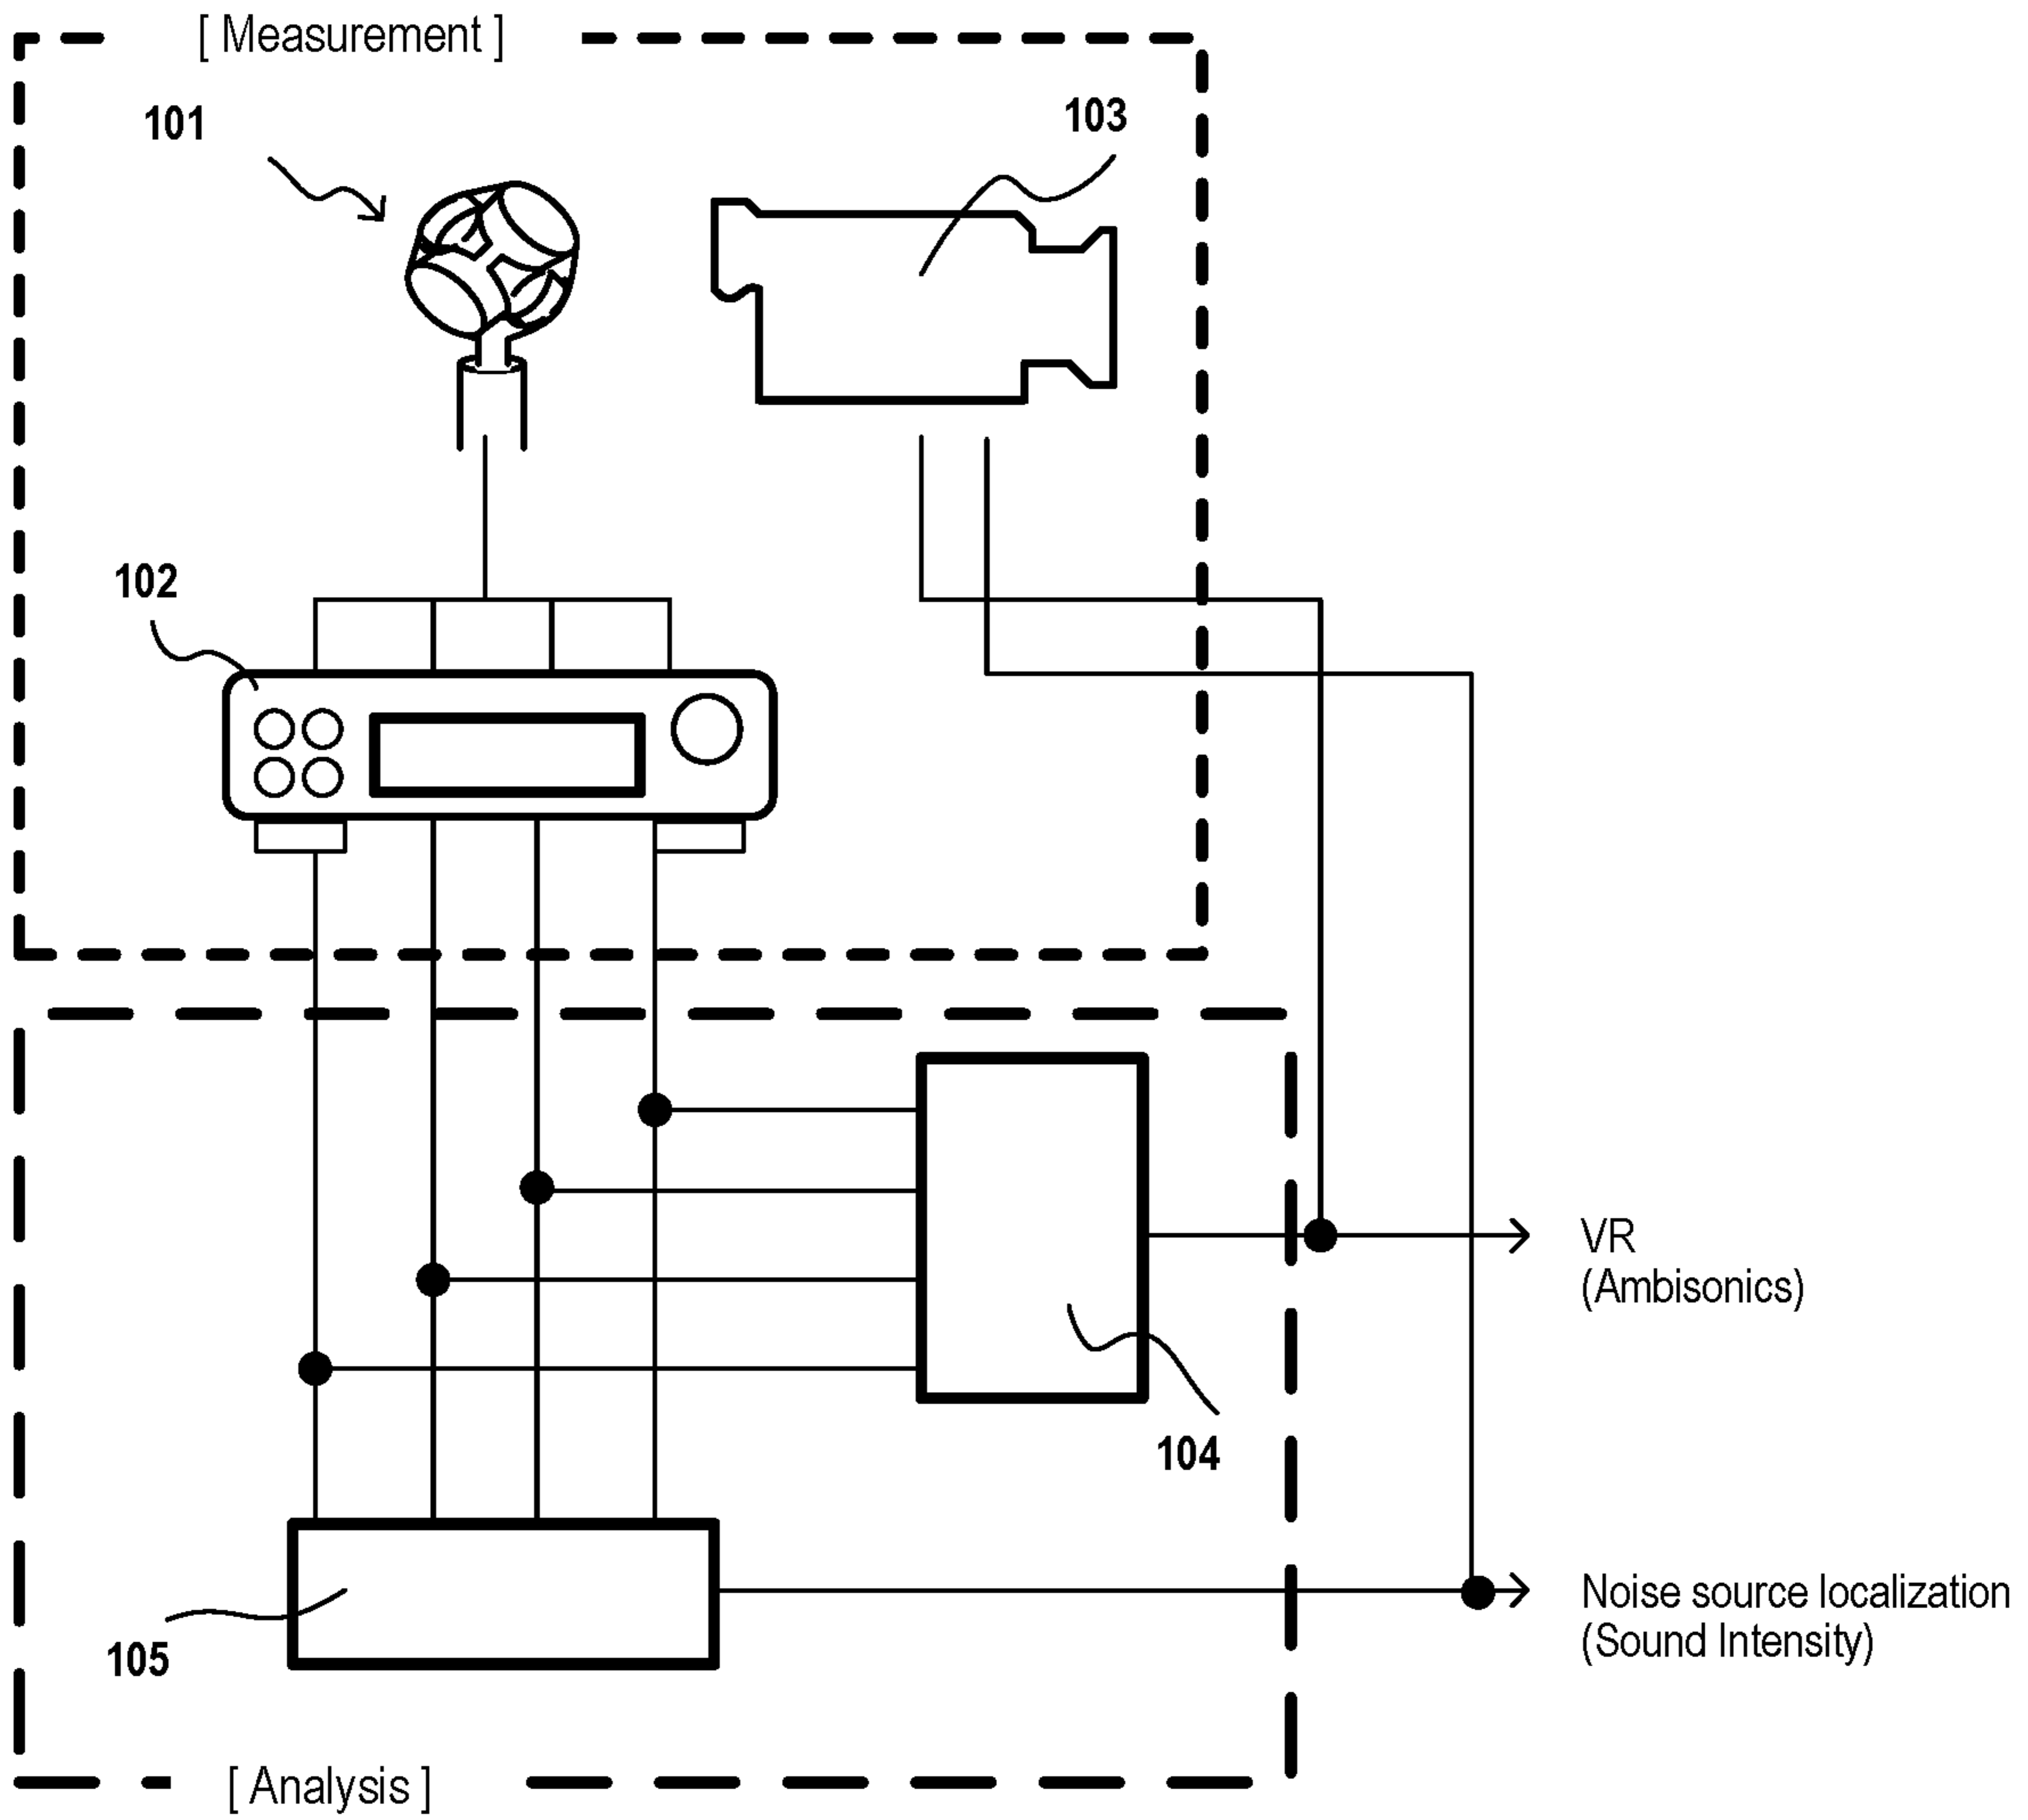 [ Measurement ]
101
103
102
104
VR
(Ambisonics)
105
Noise source localization
(Sound Intensity)
[ Analysis ]